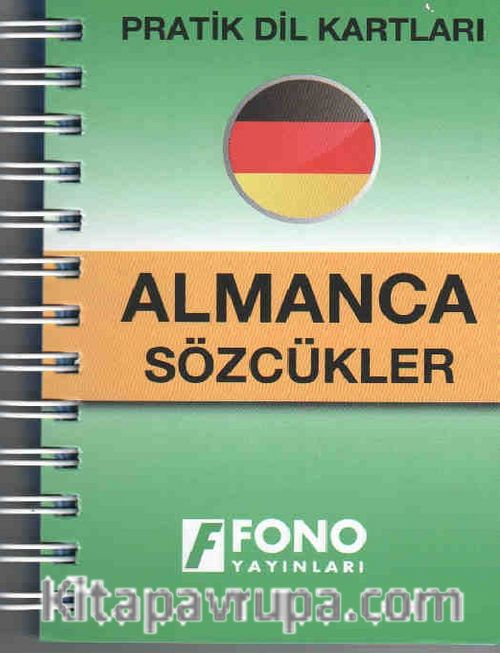 PRATİK DİL KARTLARI
ALMANCA
SÖZCÜKLER
FONO
YAYINLARI
kitapavrupa.com